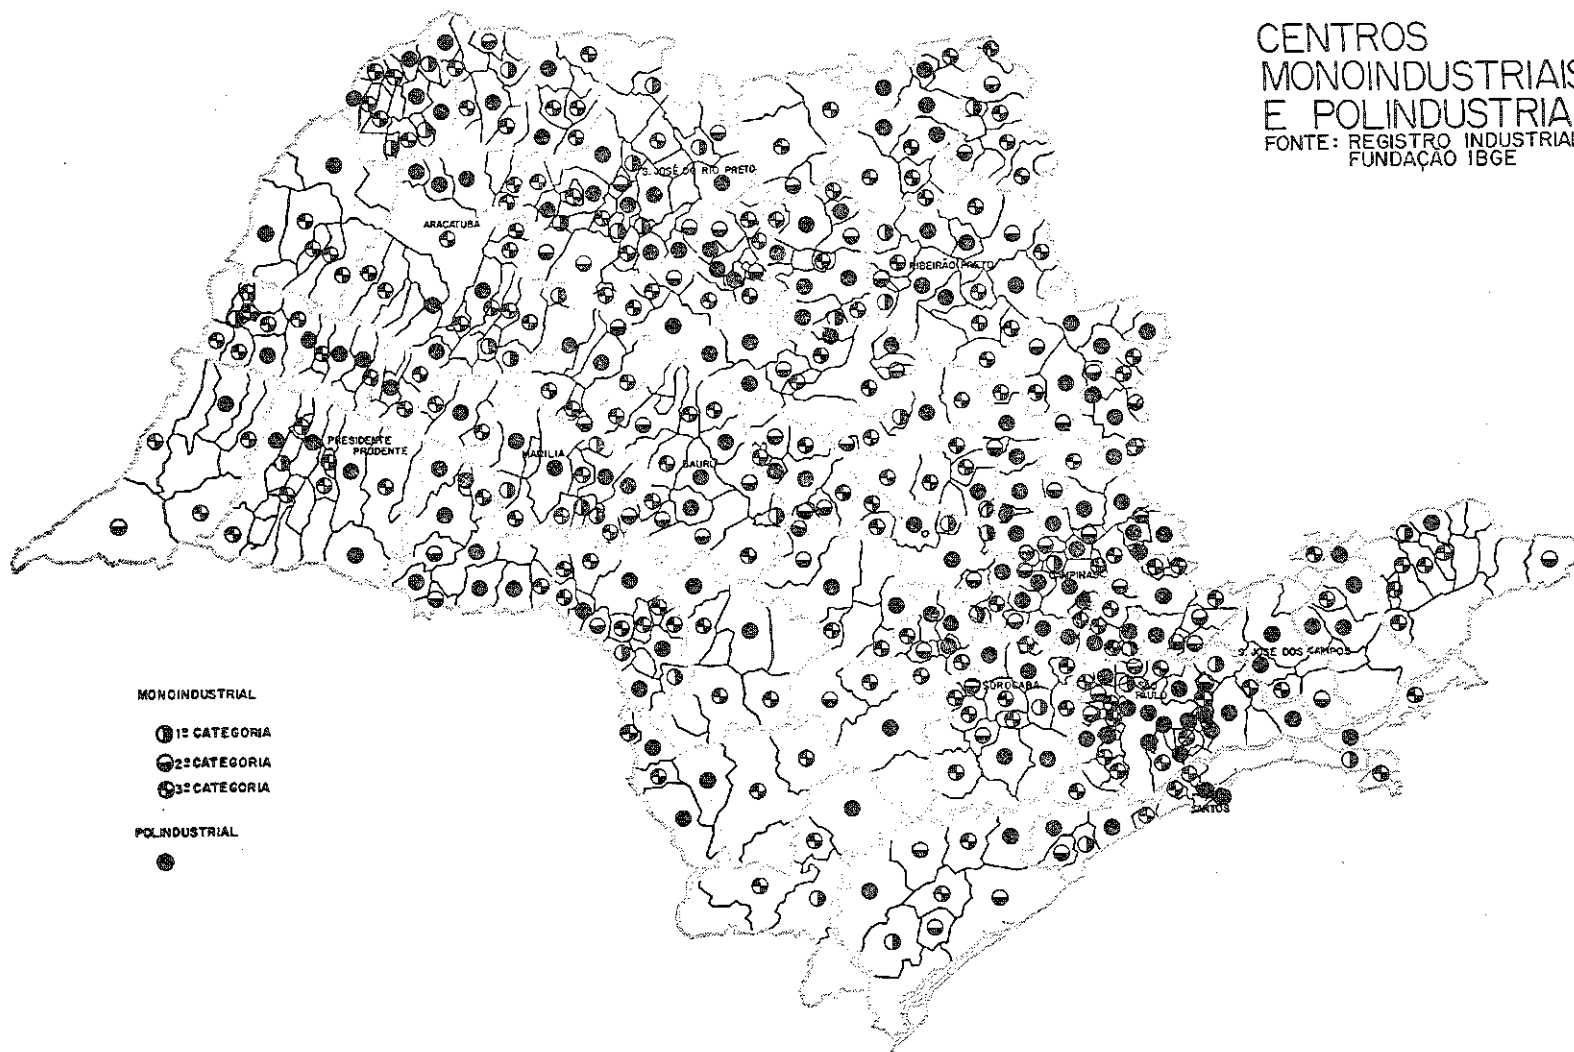 CENTROS
MONOINDUSTRIAIS
E POLINDUSTRIA
FONTE: REGISTRO INDUSTRIAL
FUNDAÇÃO IBGE
S. JOSÉ DO RIO PRETO
ARAÇATUBA
RIBEIRÃO PRETO
PRESIDENTE
PRUDENTE
MARILIA
BAURU
CAMPINAS
S. JOSÉ DOS CAMPOS
SOROCABA
SÃO
PAULO
SANTOS
MONOINDUSTRIAL
1ª CATEGORIA
2ª CATEGORIA
3ª CATEGORIA
POLINDUSTRIAL